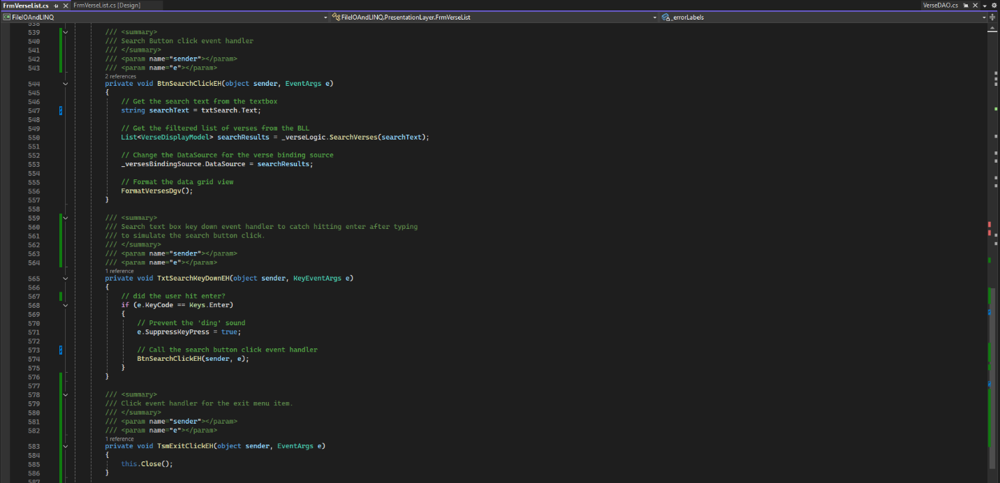 FrmVerseList.cs
FrmVerseList.cs [Design]
VerseDAO.cs
FileIOAndLINQ
FileIOAndLINQ.PresentationLayer.FrmVerseList
_errorLabels
538
539 /// <summary>
540 /// Search Button click event handler
541 /// </summary>
542 /// <param name="sender"></param>
543 /// <param name="e"></param>
2 references
544 private void BtnSearchClickEH(object sender, EventArgs e)
545 {
546 // Get the search text from the textbox
547 string searchText = txtSearch.Text;
548
549 // Get the filtered list of verses from the BLL
550 List<VerseDisplayModel> searchResults = _verseLogic.SearchVerses(searchText);
551
552 // Change the DataSource for the verse binding source
553 _versesBindingSource.DataSource = searchResults;
554
555 // Format the data grid view
556 FormatVersesDgv();
557 }
558
559 /// <summary>
560 /// Search text box key down event handler to catch hitting enter after typing
561 /// to simulate the search button click.
562 /// </summary>
563 /// <param name="sender"></param>
564 /// <param name="e"></param>
1 reference
565 private void TxtSearchKeyDownEH(object sender, KeyEventArgs e)
566 {
567 // did the user hit enter?
568 if (e.KeyCode == Keys.Enter)
569 {
570 // Prevent the 'ding' sound
571 e.SuppressKeyPress = true;
572
573 // Call the search button click event handler
574 BtnSearchClickEH(sender, e);
575 }
576 }
577
578 /// <summary>
579 /// Click event handler for the exit menu item.
580 /// </summary>
581 /// <param name="sender"></param>
582 /// <param name="e"></param>
1 reference
583 private void TsmExitClickEH(object sender, EventArgs e)
584 {
585 this.Close();
586 }
587